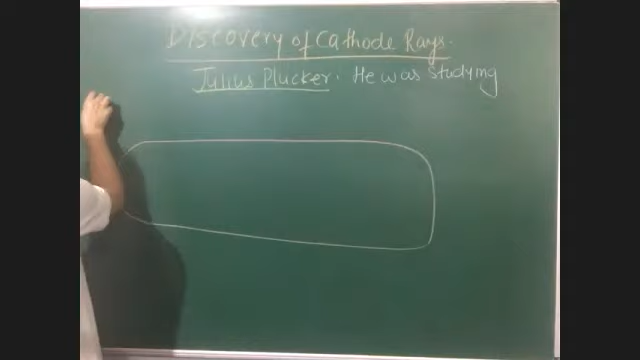 Discovery of Cathode Rays.
Julius Plucker. He was studying